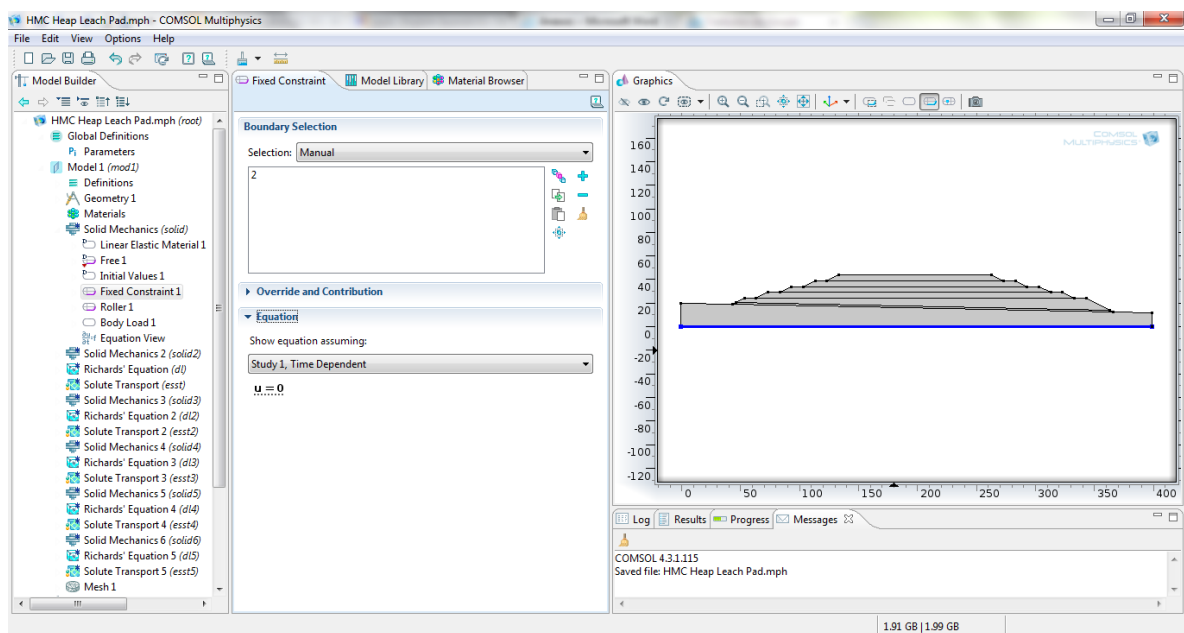 HMC Heap Leach Pad.mph - COMSOL Multiphysics
File Edit View Options Help
Model Builder
HMC Heap Leach Pad.mph (root)
Global Definitions
Pi Parameters
Model 1 (mod1)
Definitions
Geometry 1
Materials
Solid Mechanics (solid)
Linear Elastic Material 1
Free 1
Initial Values 1
Fixed Constraint 1
Roller 1
Body Load 1
Equation View
Solid Mechanics 2 (solid2)
Richards' Equation (dl)
Solute Transport (esst)
Solid Mechanics 3 (solid3)
Richards' Equation 2 (dl2)
Solute Transport 2 (esst2)
Solid Mechanics 4 (solid4)
Richards' Equation 3 (dl3)
Solute Transport 3 (esst3)
Solid Mechanics 5 (solid5)
Richards' Equation 4 (dl4)
Solute Transport 4 (esst4)
Solid Mechanics 6 (solid6)
Richards' Equation 5 (dl5)
Solute Transport 5 (esst5)
Mesh 1
Fixed Constraint Model Library Material Browser
Boundary Selection
Selection: Manual
2
Override and Contribution
Equation
Show equation assuming:
Study 1, Time Dependent
u = 0
Graphics
COMSOL
MULTIPHYSICS
160
140
120
100
80
60
40
20
0
-20
-40
-60
-80
-100
-120
0 50 100 150 200 250 300 350 400
Log Results Progress Messages
COMSOL 4.3.1.115
Saved file: HMC Heap Leach Pad.mph
1.91 GB | 1.99 GB